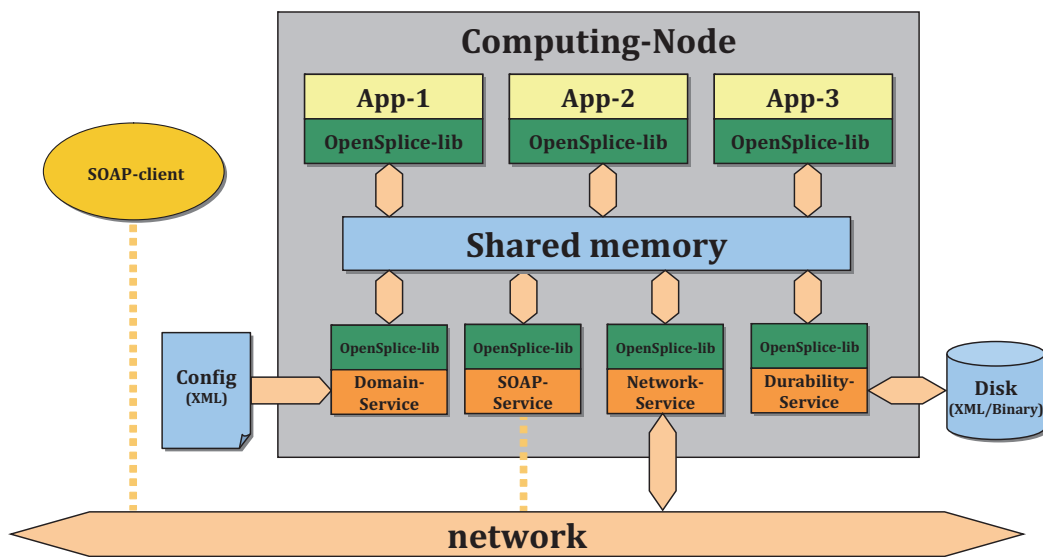 Computing-Node
App-1
App-2
App-3
OpenSplice-lib
OpenSplice-lib
OpenSplice-lib
SOAP-client
Shared memory
OpenSplice-lib
OpenSplice-lib
OpenSplice-lib
OpenSplice-lib
Config
(XML)
Domain-
Service
SOAP-
Service
Network-
Service
Durability-
Service
Disk
(XML/Binary)
network